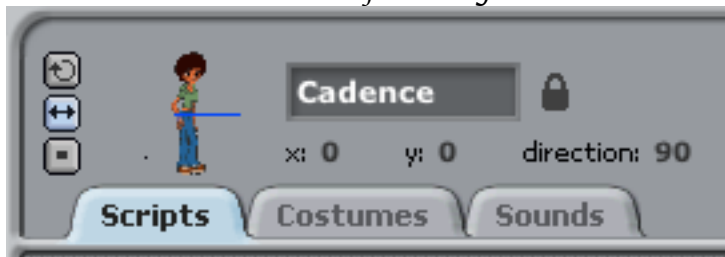 Cadence
x: 0 y: 0 direction: 90
Scripts Costumes Sounds